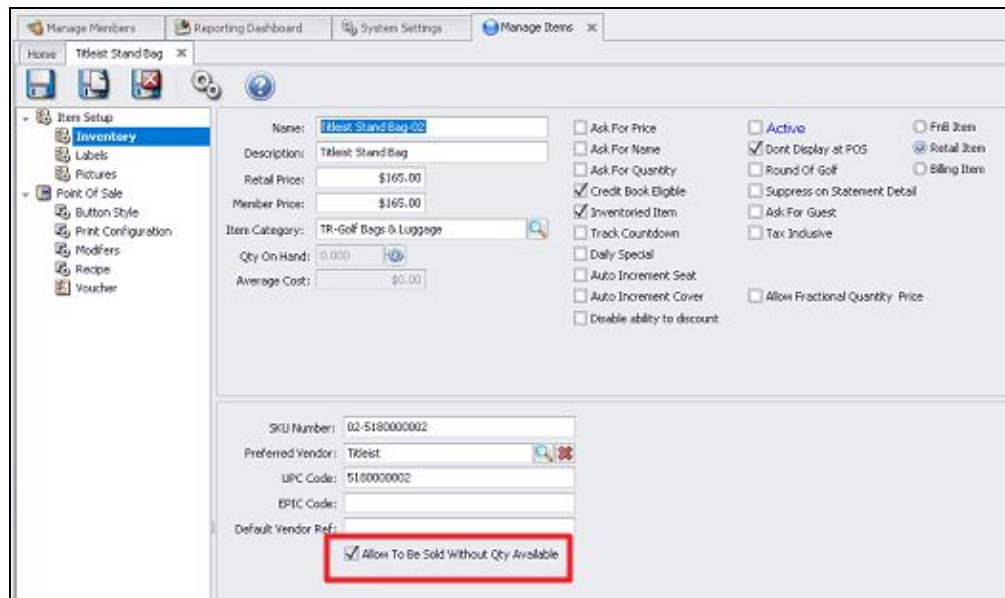 Manage Members
Reporting Dashboard
System Settings
Manage Items
Home
Titleist Stand Bag
Item Setup
Inventory
Labels
Pictures
Point Of Sale
Button Style
Print Configuration
Modifers
Recipe
Voucher
Name: Titleist Stand Bag-02
Description: Titleist Stand Bag
Retail Price: $165.00
Member Price: $165.00
Item Category: TR-Golf Bags & Luggage
Qty On Hand: 0.000
Average Cost: $0.00
Ask For Price
Ask For Name
Ask For Quantity
Credit Book Eligible
Inventoried Item
Track Countdown
Daily Special
Auto Increment Seat
Auto Increment Cover
Disable ability to discount
Active
Dont Display at POS
Round Of Golf
Suppress on Statement Detail
Ask For Guest
Tax Inclusive
Allow Fractional Quantity Price
FnB Item
Retail Item
Billing Item
SKU Number: 02-5180000002
Preferred Vendor: Titleist
UPC Code: 5180000002
EPIC Code:
Default Vendor Ref:
Allow To Be Sold Without Qty Available